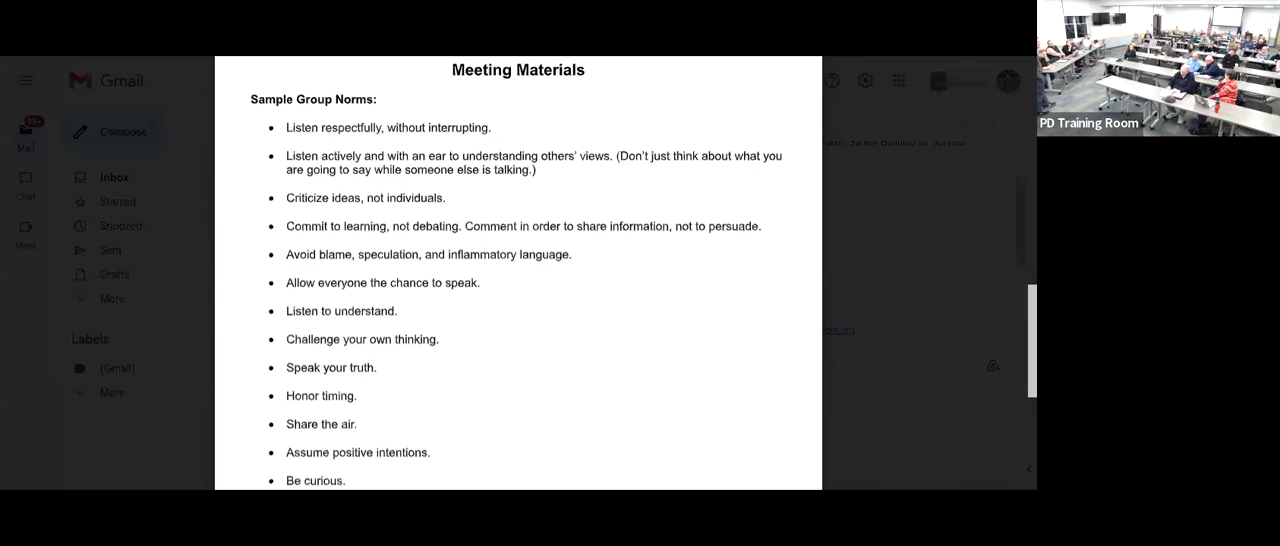 Meeting Materials
Sample Group Norms:
• Listen respectfully, without interrupting.
• Listen actively and with an ear to understanding others' views. (Don't just think about what you
are going to say while someone else is talking.)
• Criticize ideas, not individuals.
• Commit to learning, not debating. Comment in order to share information, not to persuade.
• Avoid blame, speculation, and inflammatory language.
• Allow everyone the chance to speak.
• Listen to understand.
• Challenge your own thinking.
• Speak your truth.
• Honor timing.
• Share the air.
• Assume positive intentions.
• Be curious.
Gmail
99+
Mail
Compose
Chat
Meet
Inbox
Starred
Snoozed
Sent
Drafts
More
Labels
[Gmail]
More
PD Training Room